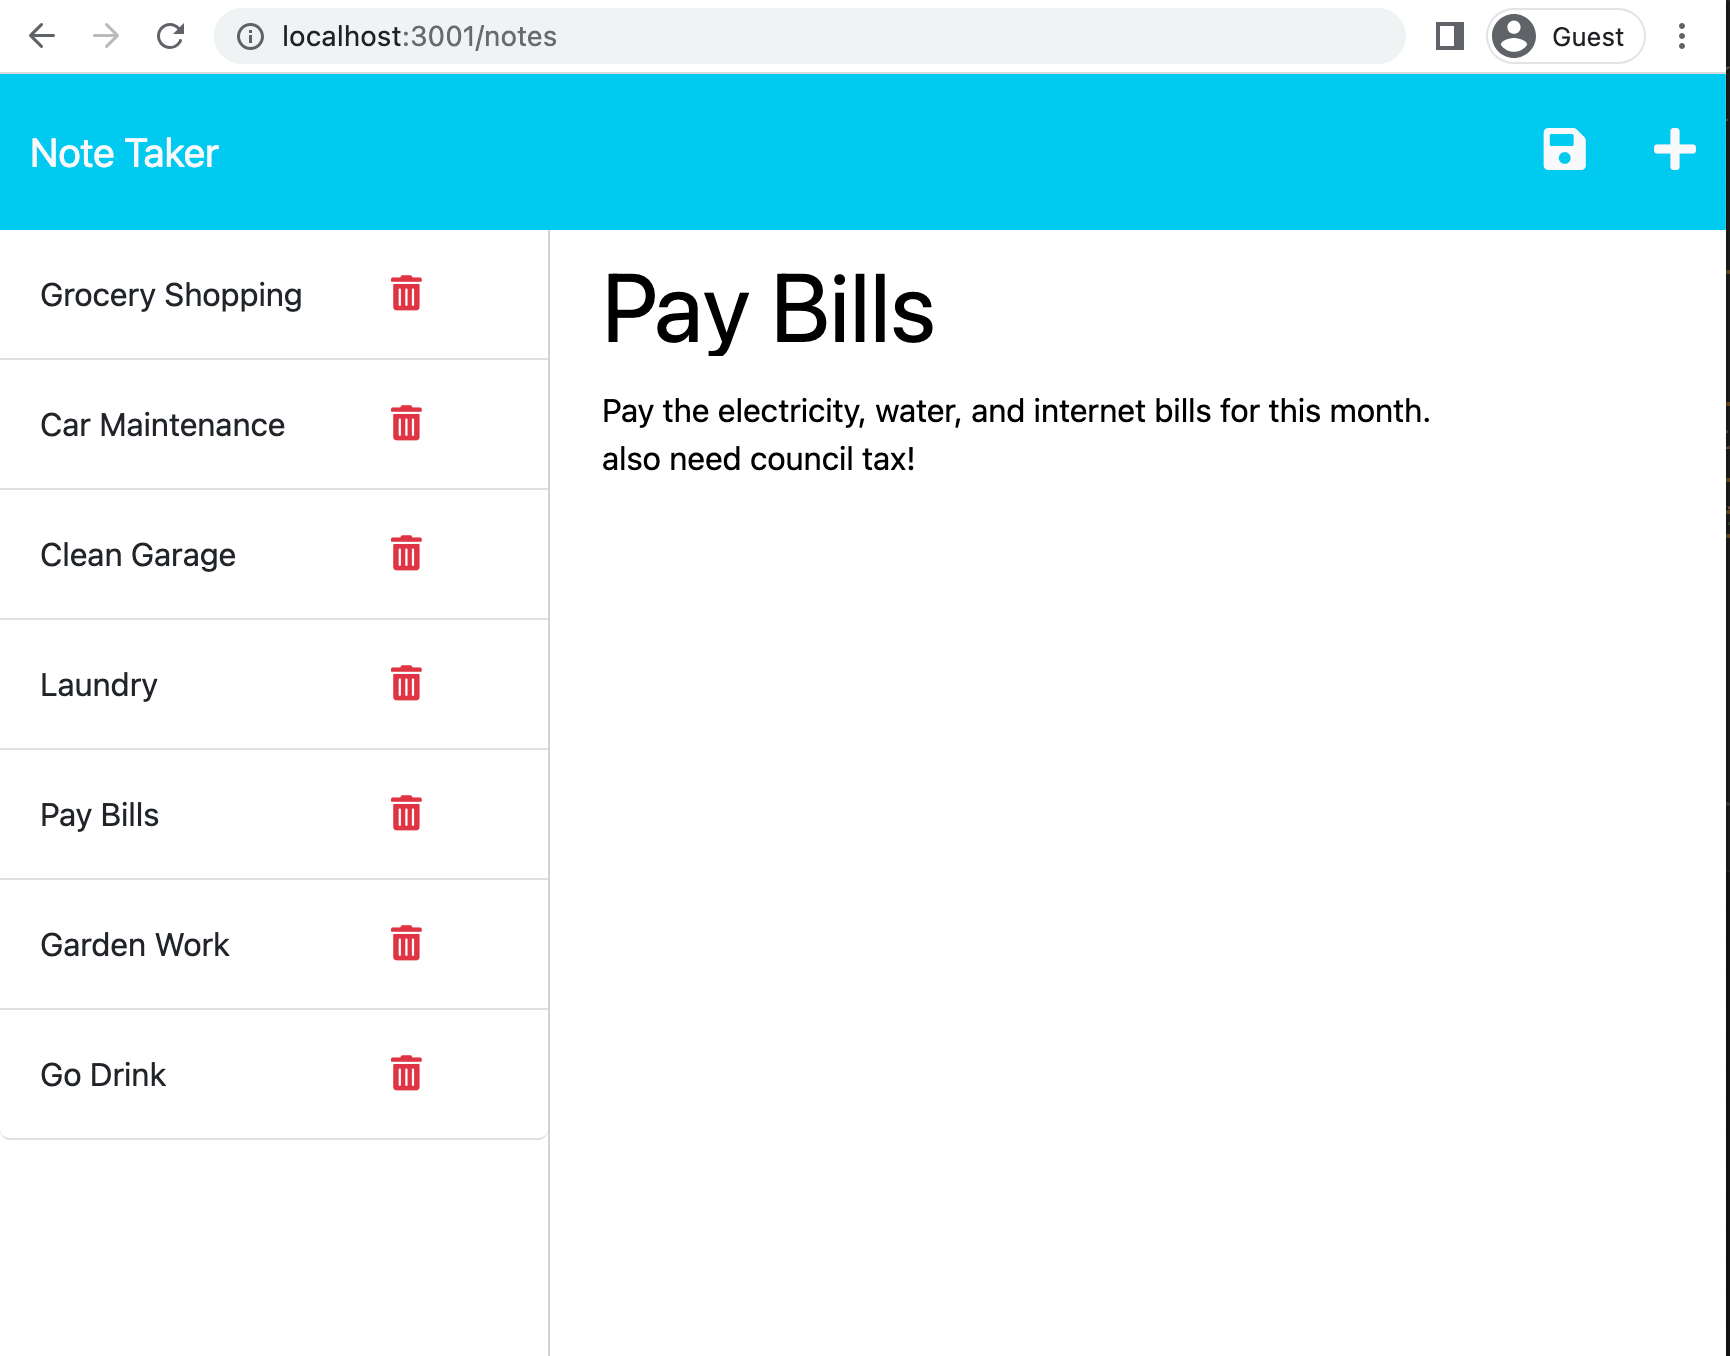 localhost:3001/notes
Guest
Note Taker
Grocery Shopping
Car Maintenance
Clean Garage
Laundry
Pay Bills
Garden Work
Go Drink
Pay Bills
Pay the electricity, water, and internet bills for this month.
also need council tax!